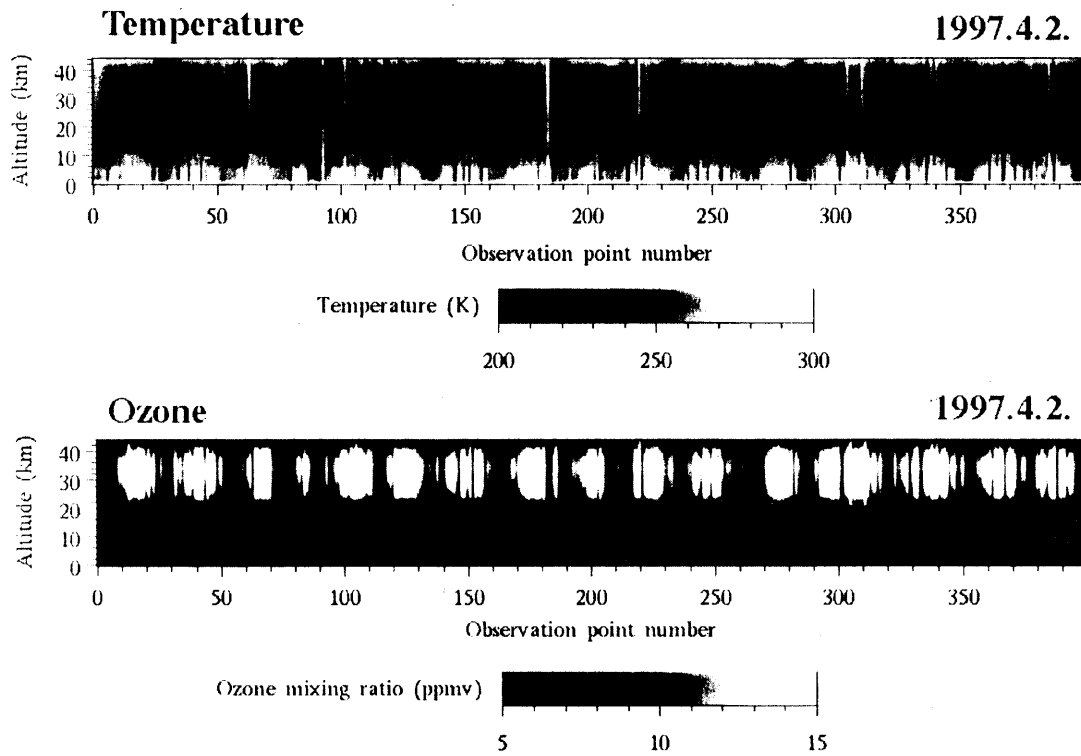 Temperature 1997.4.2.
Altitude (km)
40
30
20
10
0
0 50 100 150 200 250 300 350
Observation point number
Temperature (K)
200 250 300
Ozone 1997.4.2.
Altitude (km)
40
30
20
10
0
0 50 100 150 200 250 300 350
Observation point number
Ozone mixing ratio (ppmv)
5 10 15